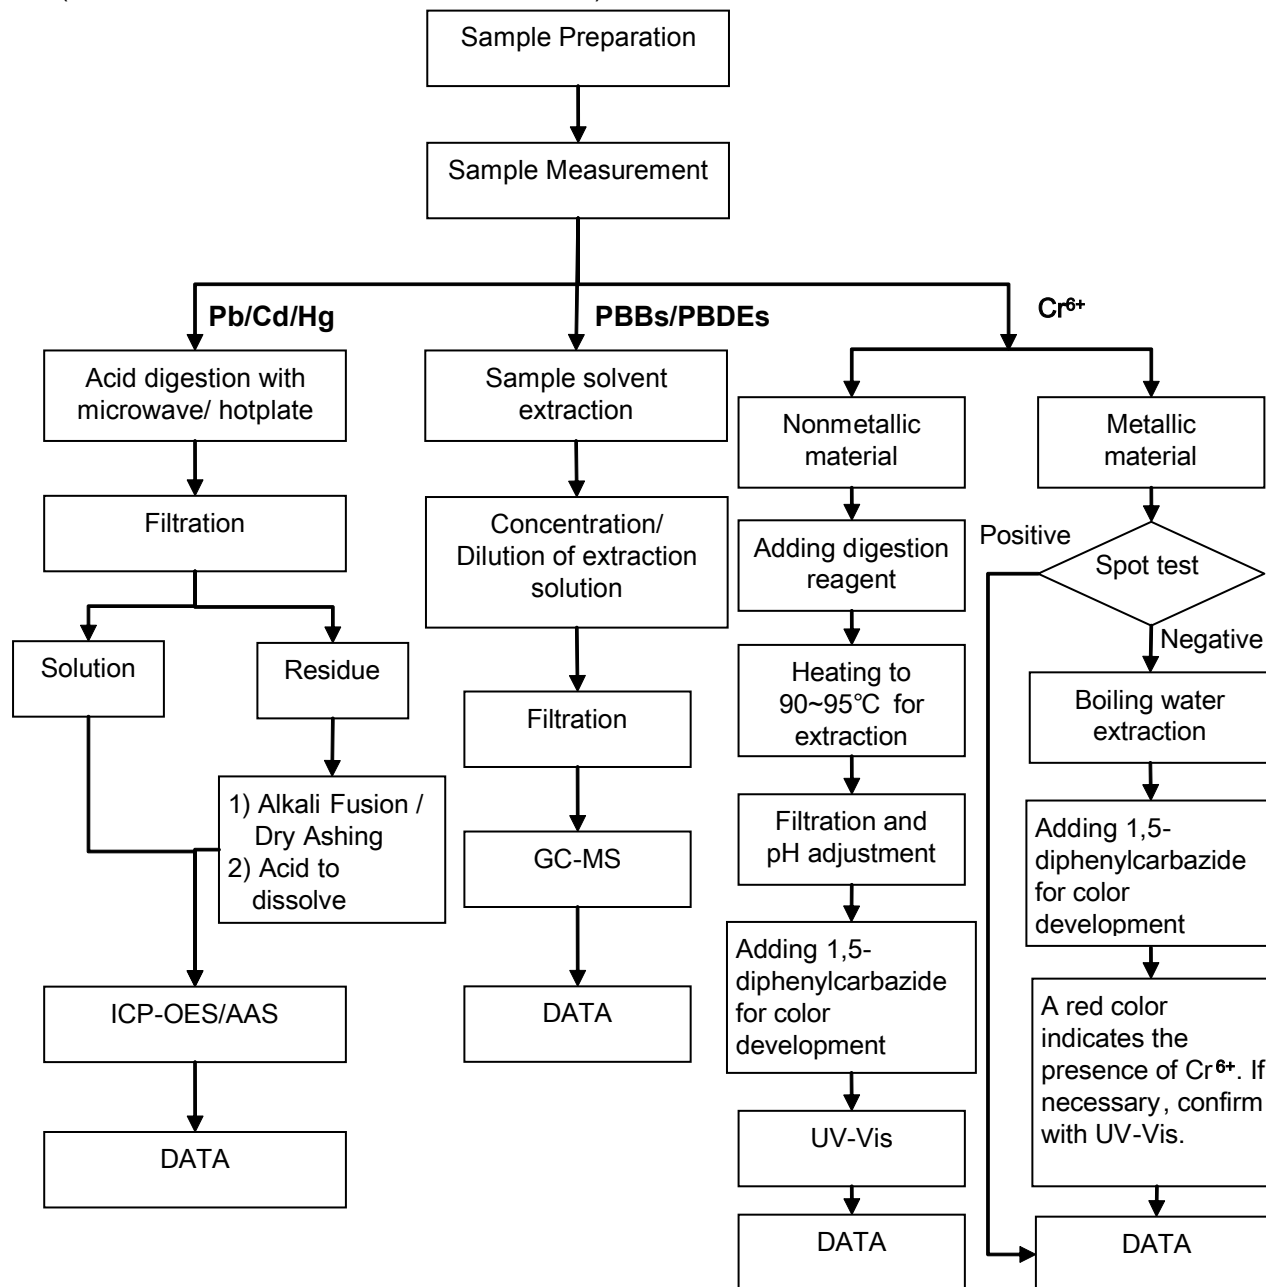 Sample Preparation
Sample Measurement
Pb/Cd/Hg
PBBs/PBDEs
Cr⁶⁺
Acid digestion with
microwave/ hotplate
Filtration
Solution
Residue
1) Alkali Fusion /
Dry Ashing
2) Acid to
dissolve
ICP-OES/AAS
DATA
Sample solvent
extraction
Concentration/
Dilution of extraction
solution
Filtration
GC-MS
DATA
Nonmetallic
material
Adding digestion
reagent
Heating to
90~95℃ for
extraction
Filtration and
pH adjustment
Adding 1,5-
diphenylcarbazide
for color
development
UV-Vis
DATA
Metallic
material
Positive
Spot test
Negative
Boiling water
extraction
Adding 1,5-
diphenylcarbazide
for color
development
A red color
indicates the
presence of Cr⁶⁺. If
necessary, confirm
with UV-Vis.
DATA